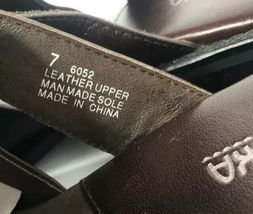 7 6052
LEATHER UPPER
MAN MADE SOLE
MADE IN CHINA